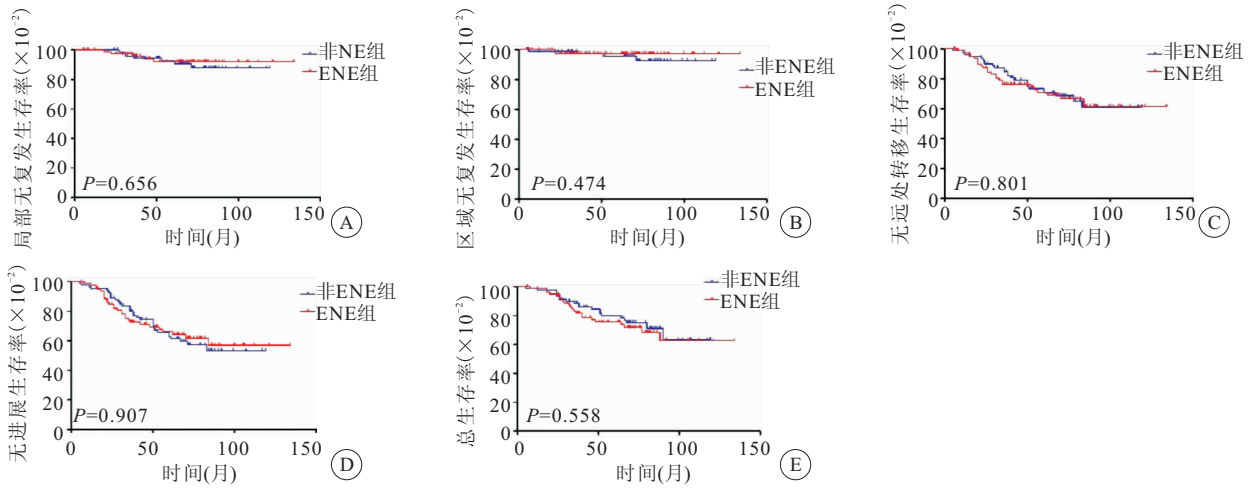 局部无复发生存率(×10⁻²)
100
80
60
40
20
0
P=0.656
0 50 100 150
时间(月)
非NE组
ENE组
A
区域无复发生存率(×10⁻²)
100
80
60
40
20
0
P=0.474
0 50 100 150
时间(月)
非ENE组
ENE组
B
无远处转移生存率(×10⁻²)
100
80
60
40
20
0
P=0.801
0 50 100 150
时间(月)
非ENE组
ENE组
C
无进展生存率(×10⁻²)
100
80
60
40
20
0
P=0.907
0 50 100 150
时间(月)
非ENE组
ENE组
D
总生存率(×10⁻²)
100
80
60
40
20
0
P=0.558
0 50 100 150
时间(月)
非ENE组
ENE组
E